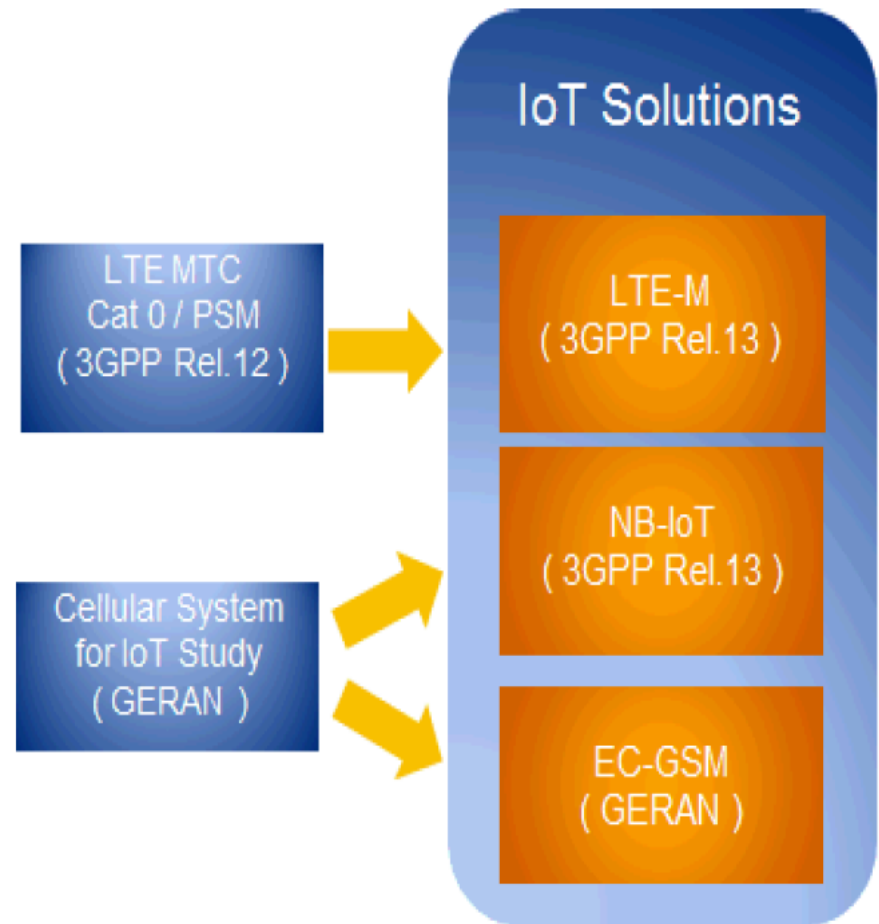 IoT Solutions
LTE MTC
Cat 0 / PSM
( 3GPP Rel.12 )
LTE-M
( 3GPP Rel.13 )
NB-IoT
( 3GPP Rel.13 )
Cellular System
for IoT Study
( GERAN )
EC-GSM
( GERAN )